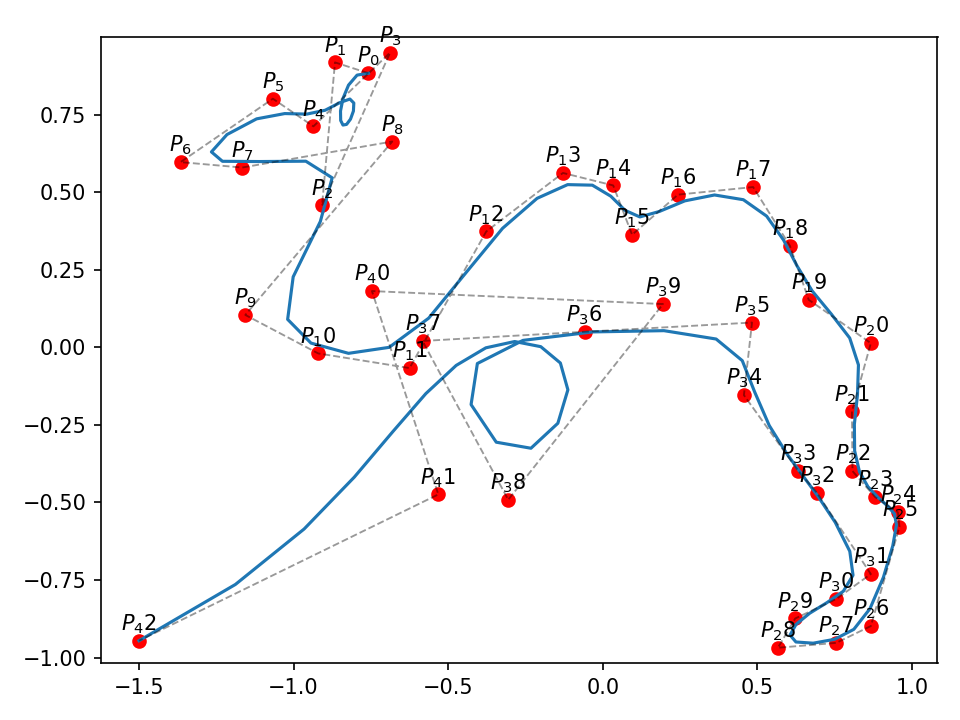 P0 P1 P3
P5 P4
P6 P7 P8
P2
P13 P14 P16 P17
P12 P15 P18
P9 P40 P39 P19
P10 P37 P11 P36 P35 P20
P34 P21
P41 P38 P33 P32 P22 P23 P24 P25
P31 P30 P29 P26
P42 P28 P27
0.75
0.50
0.25
0.00
−0.25
−0.50
−0.75
−1.00
−1.5 −1.0 −0.5 0.0 0.5 1.0